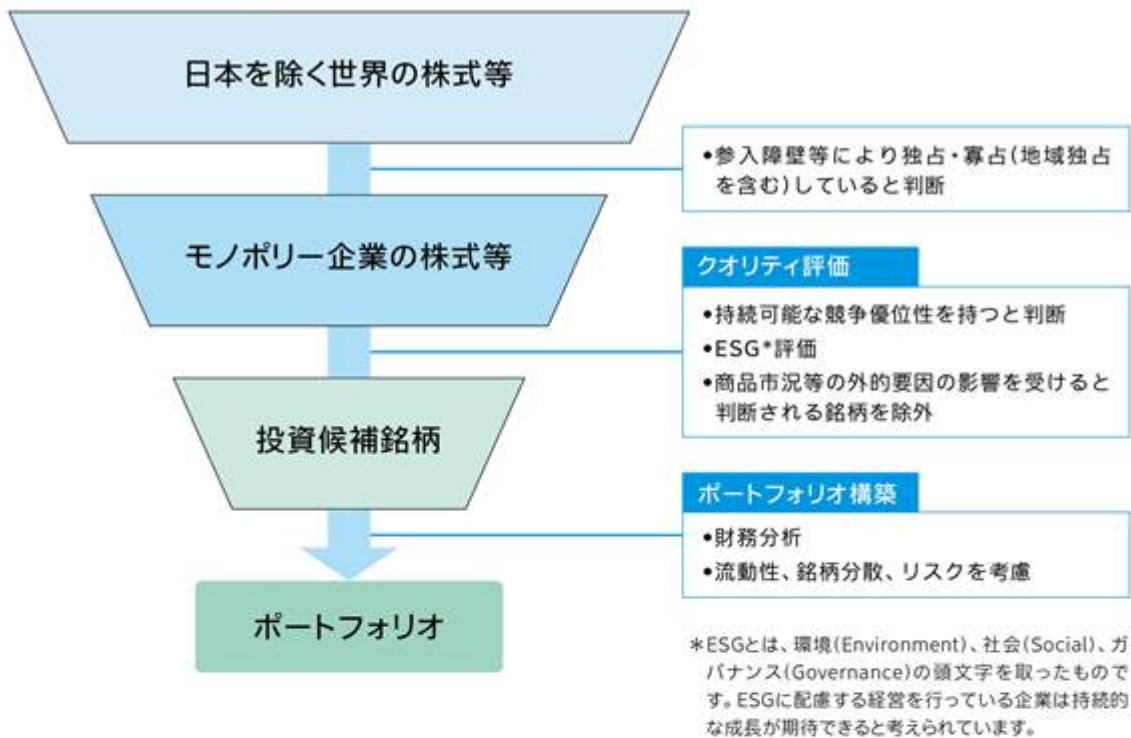 日本を除く世界の株式等
•参入障壁等により独占・寡占(地域独占
を含む)していると判断
モノポリー企業の株式等
クオリティ評価
•持続可能な競争優位性を持つと判断
•ESG*評価
•商品市況等の外的要因の影響を受けると
判断される銘柄を除外
投資候補銘柄
ポートフォリオ構築
•財務分析
•流動性、銘柄分散、リスクを考慮
ポートフォリオ
*ESGとは、環境(Environment)、社会(Social)、ガ
バナンス(Governance)の頭文字を取ったもので
す。ESGに配慮する経営を行っている企業は持続的
な成長が期待できると考えられています。